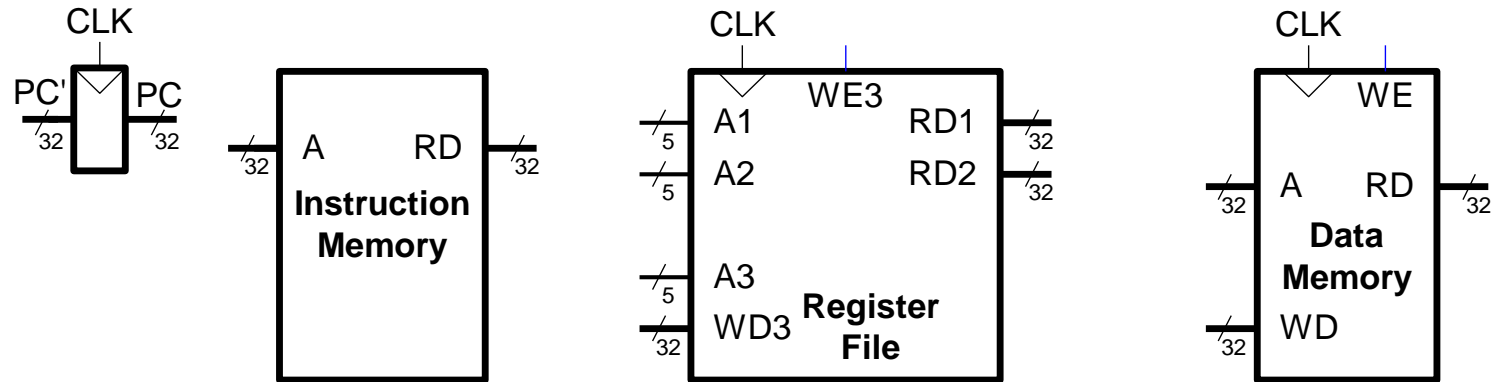 CLK
PC'
PC
32
32
A
RD
32
32
Instruction
Memory
CLK
WE3
A1
RD1
5
32
A2
RD2
5
32
A3
5
WD3
32
Register
File
CLK
WE
A
RD
32
32
Data
Memory
WD
32